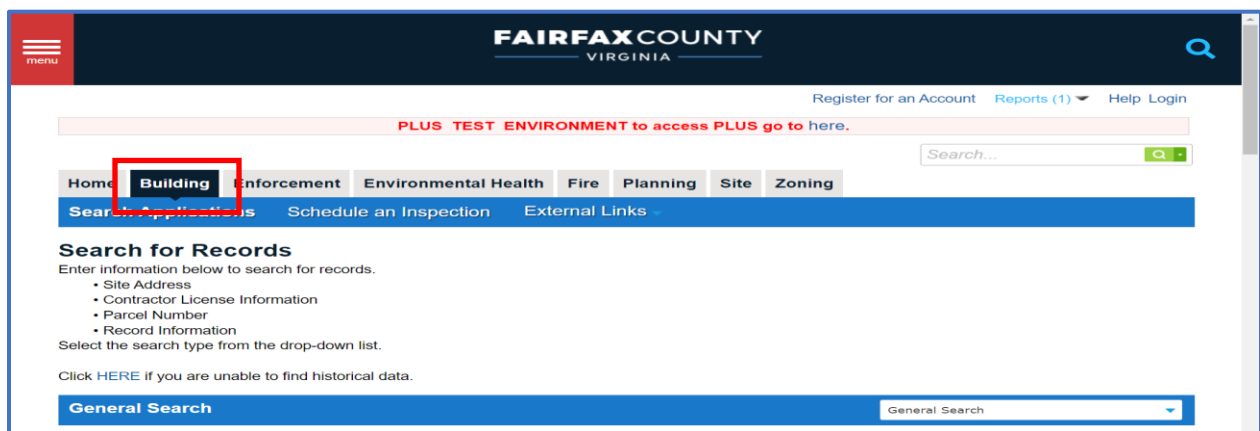 FAIRFAX COUNTY
VIRGINIA
menu
Register for an Account Reports (1) Help Login
PLUS TEST ENVIRONMENT to access PLUS go to here.
Search...
Home Building Enforcement Environmental Health Fire Planning Site Zoning
Search Applications Schedule an Inspection External Links
Search for Records
Enter information below to search for records.
• Site Address
• Contractor License Information
• Parcel Number
• Record Information
Select the search type from the drop-down list.
Click HERE if you are unable to find historical data.
General Search General Search